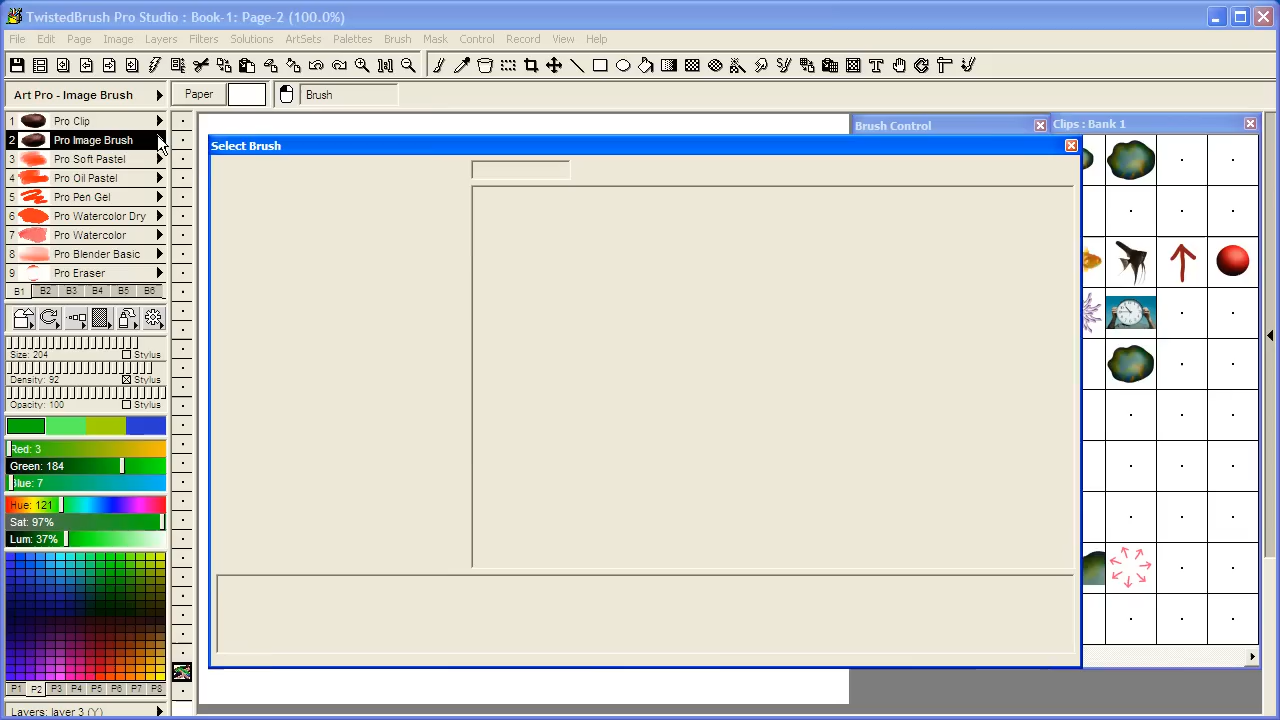 TwistedBrush Pro Studio : Book-1: Page-2 (100.0%)
File Edit Page Image Layers Filters Solutions ArtSets Palettes Brush Mask Control Record View Help
Art Pro - Image Brush
Paper
Brush
1 Pro Clip
2 Pro Image Brush
3 Pro Soft Pastel
4 Pro Oil Pastel
5 Pro Pen Gel
6 Pro Watercolor Dry
7 Pro Watercolor
8 Pro Blender Basic
9 Pro Eraser
B1 B2 B3 B4 B5 B6
Size: 204 Stylus
Density: 92 Stylus
Opacity: 100 Stylus
Red: 3
Green: 184
Blue: 7
Hue: 121
Sat: 97%
Lum: 37%
P1 P2 P3 P4 P5 P6 P7 P8
Layers: layer 3 (Y)
Brush Control
Clips: Bank 1
Select Brush